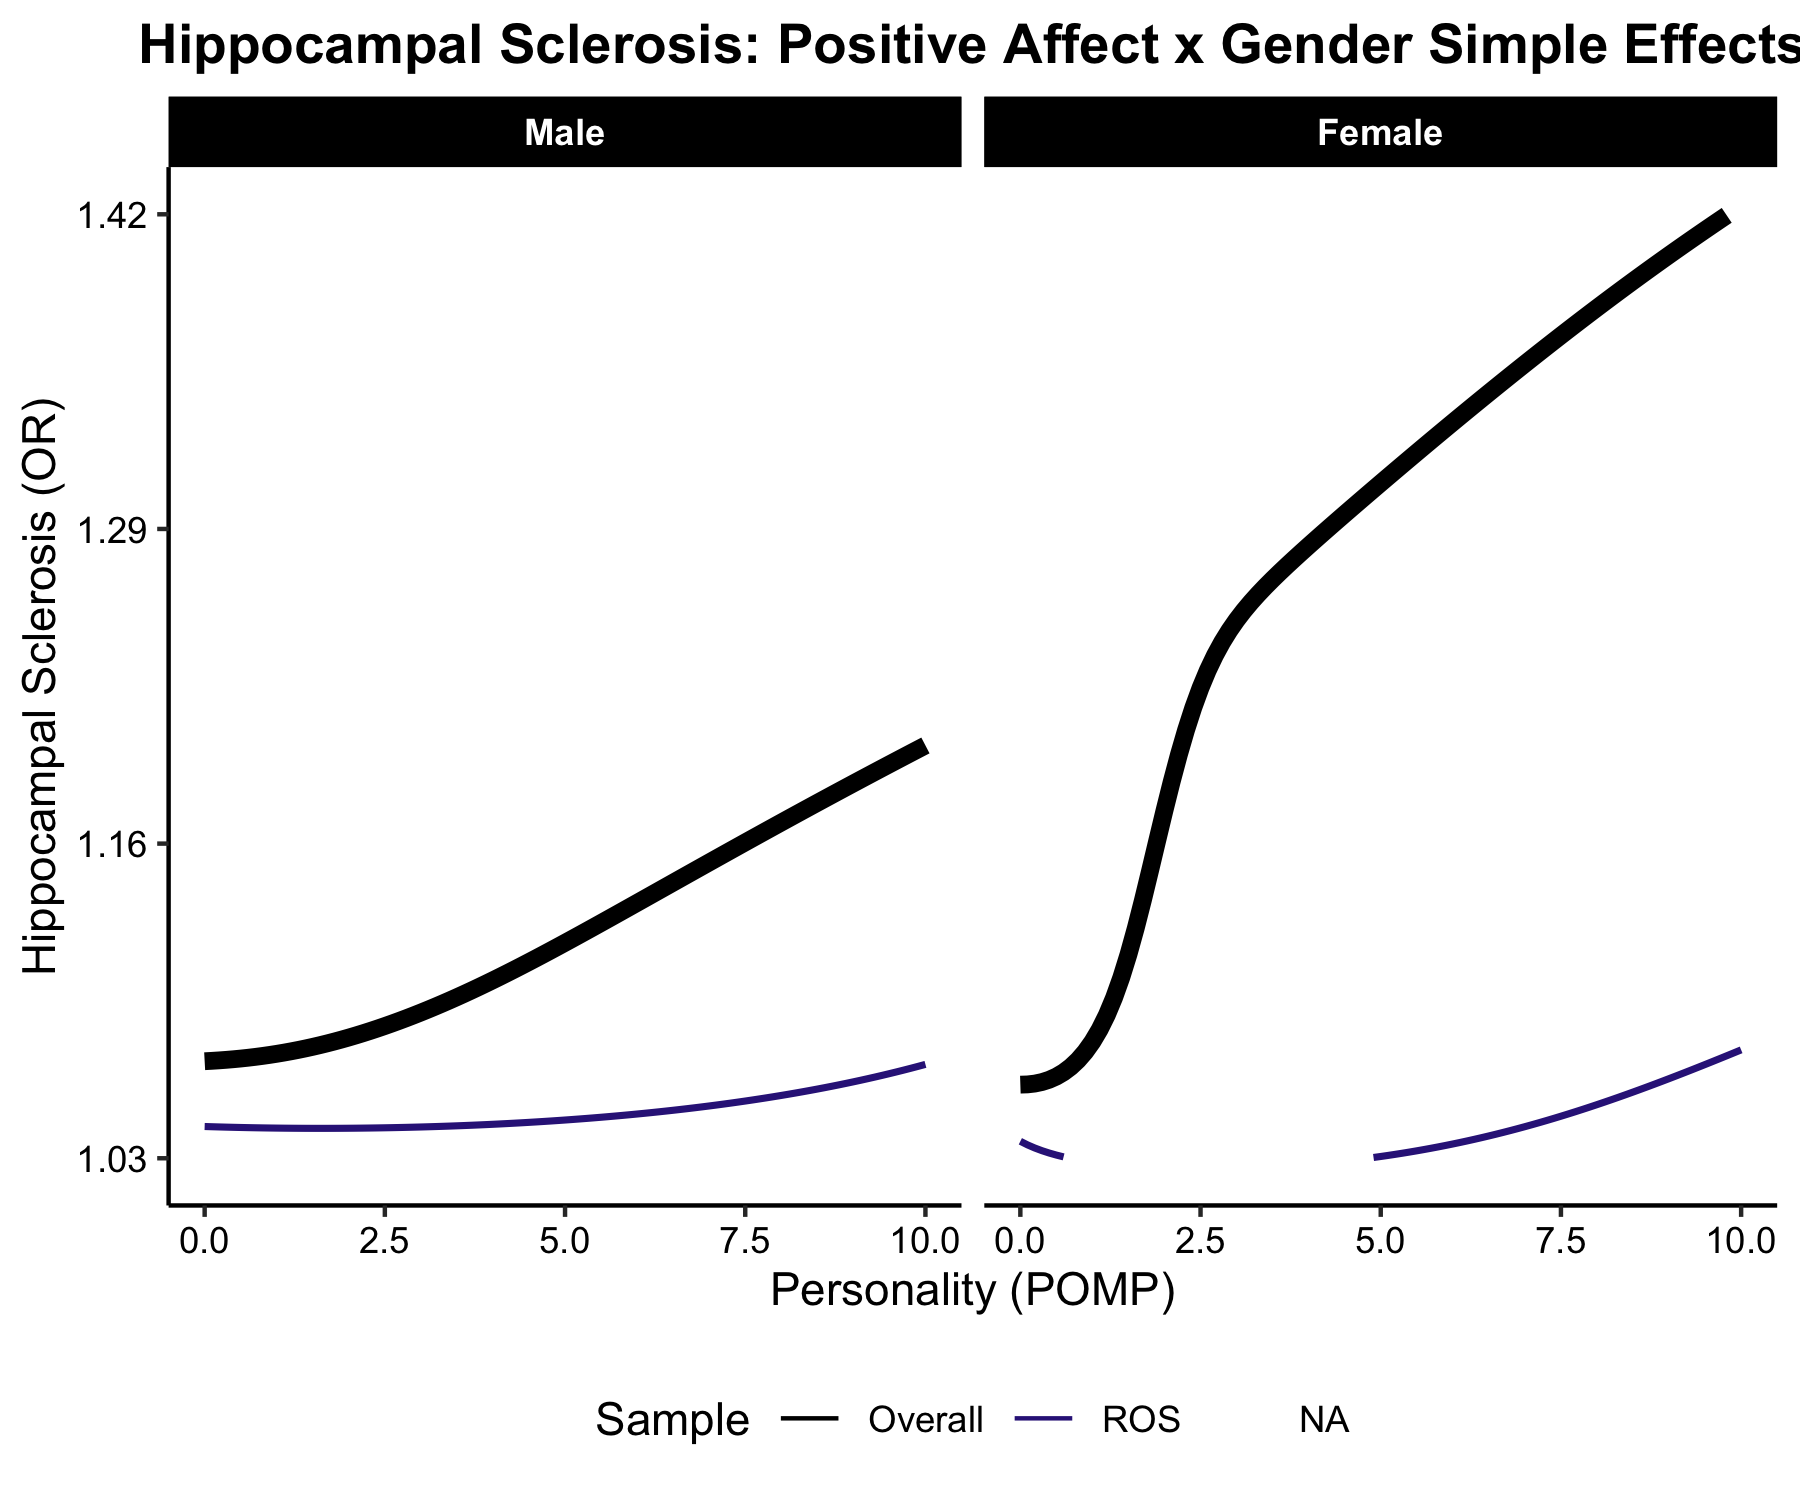 Hippocampal Sclerosis: Positive Affect x Gender Simple Effects
Male Female
Hippocampal Sclerosis (OR)
1.42
1.29
1.16
1.03
0.0 2.5 5.0 7.5 10.0 0.0 2.5 5.0 7.5 10.0
Personality (POMP)
Sample Overall ROS NA